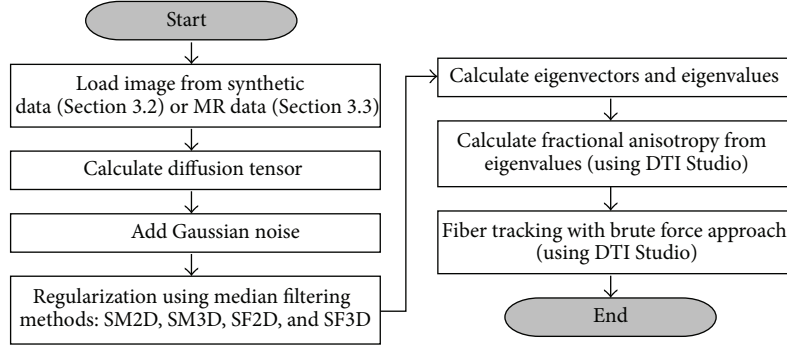 Start
Load image from synthetic
data (Section 3.2) or MR data (Section 3.3)
Calculate diffusion tensor
Add Gaussian noise
Regularization using median filtering
methods: SM2D, SM3D, SF2D, and SF3D
Calculate eigenvectors and eigenvalues
Calculate fractional anisotropy from
eigenvalues (using DTI Studio)
Fiber tracking with brute force approach
(using DTI Studio)
End